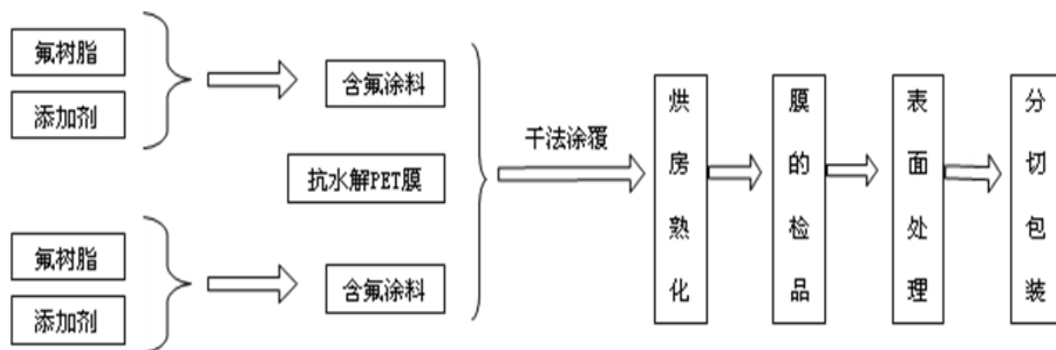 氟树脂
添加剂
含氟涂料
抗水解PET膜
氟树脂
添加剂
含氟涂料
干法涂覆
烘房熟化
膜的检品
表面处理
分切包装